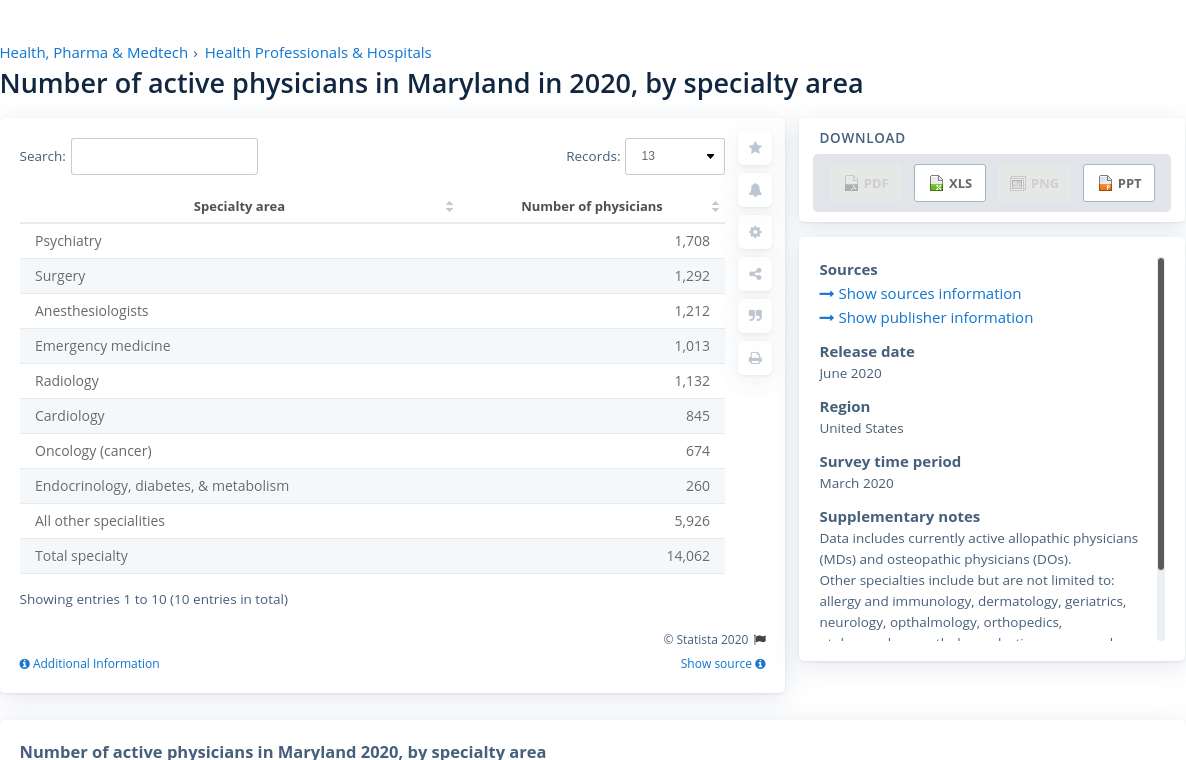 Health, Pharma & Medtech › Health Professionals & Hospitals
Number of active physicians in Maryland in 2020, by specialty area
Search:
Records: 13
Specialty area Number of physicians
Psychiatry 1,708
Surgery 1,292
Anesthesiologists 1,212
Emergency medicine 1,013
Radiology 1,132
Cardiology 845
Oncology (cancer) 674
Endocrinology, diabetes, & metabolism 260
All other specialities 5,926
Total specialty 14,062
Showing entries 1 to 10 (10 entries in total)
© Statista 2020
Additional Information
Show source
DOWNLOAD
PDF XLS PNG PPT
Sources
Show sources information
Show publisher information
Release date
June 2020
Region
United States
Survey time period
March 2020
Supplementary notes
Data includes currently active allopathic physicians
(MDs) and osteopathic physicians (DOs).
Other specialties include but are not limited to:
allergy and immunology, dermatology, geriatrics,
neurology, opthalmology, orthopedics,
Number of active physicians in Maryland 2020, by specialty area